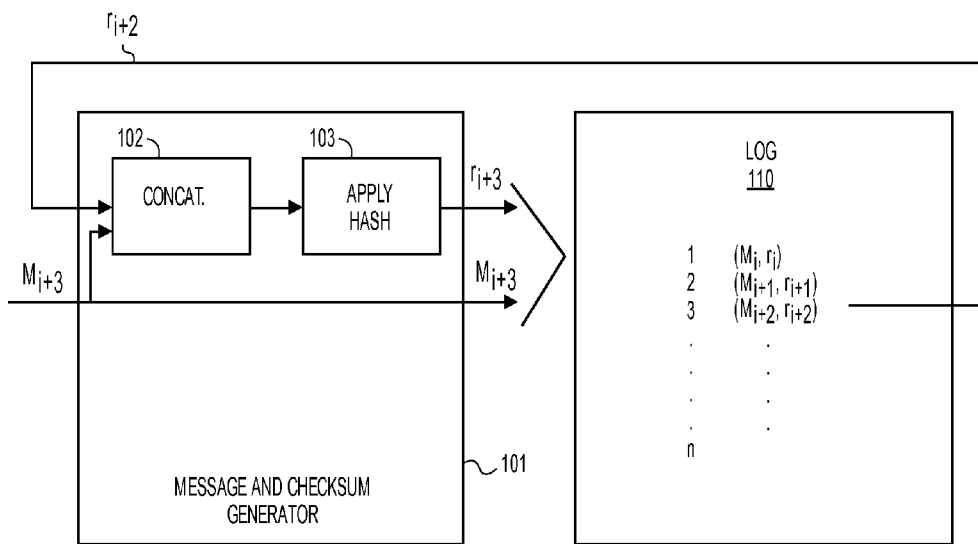 r_{i+2}
102
CONCAT.
103
APPLY
HASH
r_{i+3}
M_{i+3}
M_{i+3}
MESSAGE AND CHECKSUM
GENERATOR
101
LOG
110
1 (M_i, r_i)
2 (M_{i+1}, r_{i+1})
3 (M_{i+2}, r_{i+2})
. .
. .
. .
. .
n